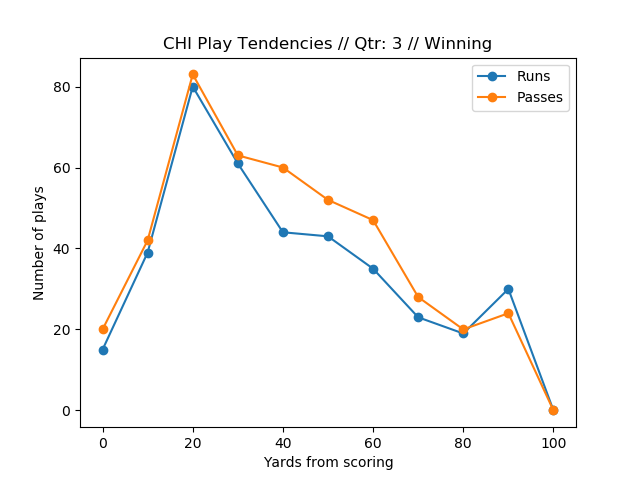 CHI Play Tendencies // Qtr: 3 // Winning
Runs
Passes
Number of plays
80
60
40
20
0
0 20 40 60 80 100
Yards from scoring